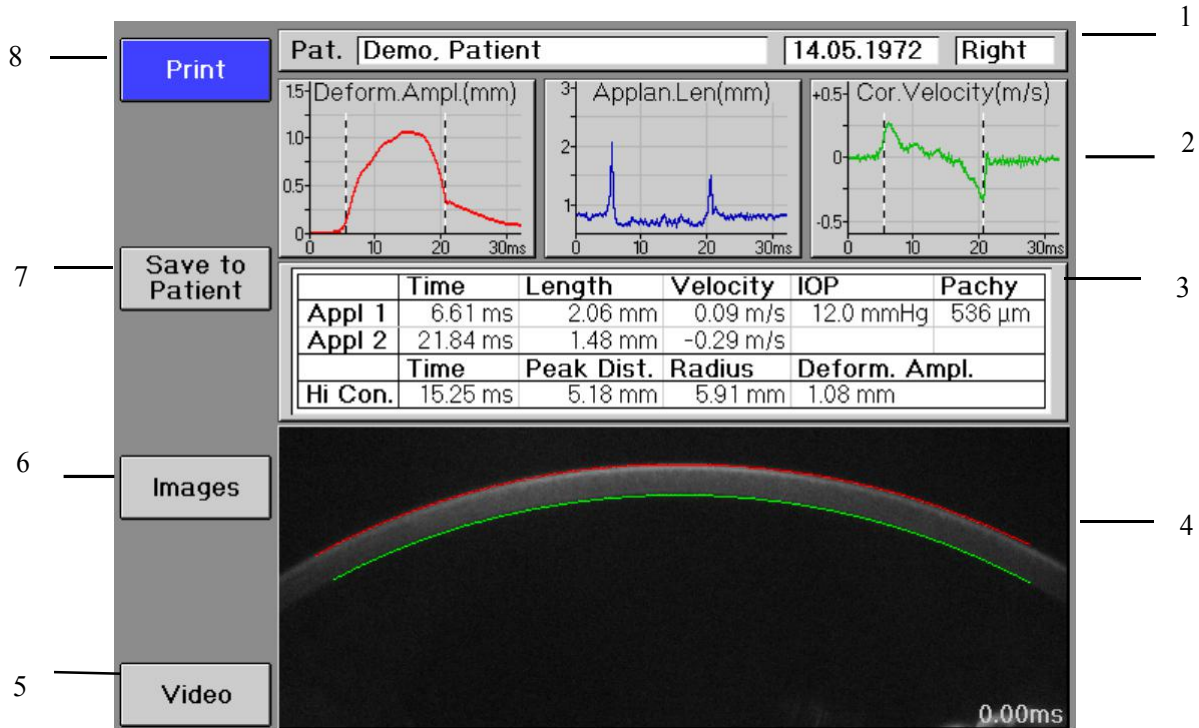 1
8
Print
Pat. Demo, Patient 14.05.1972 Right
Deform.Ampl.(mm)
1.5
1.0
0.5
0
0 10 20 30ms
Applan.Len(mm)
3
2
1
0 10 20 30ms
Cor.Velocity(m/s)
+0.5
0
-0.5
0 10 20 30ms
2
7
Save to
Patient
Time Length Velocity IOP Pachy
Appl 1 6.61 ms 2.06 mm 0.09 m/s 12.0 mmHg 536 µm
Appl 2 21.84 ms 1.48 mm -0.29 m/s
Time Peak Dist. Radius Deform. Ampl.
Hi Con. 15.25 ms 5.18 mm 5.91 mm 1.08 mm
3
6
Images
4
5
Video
0.00ms